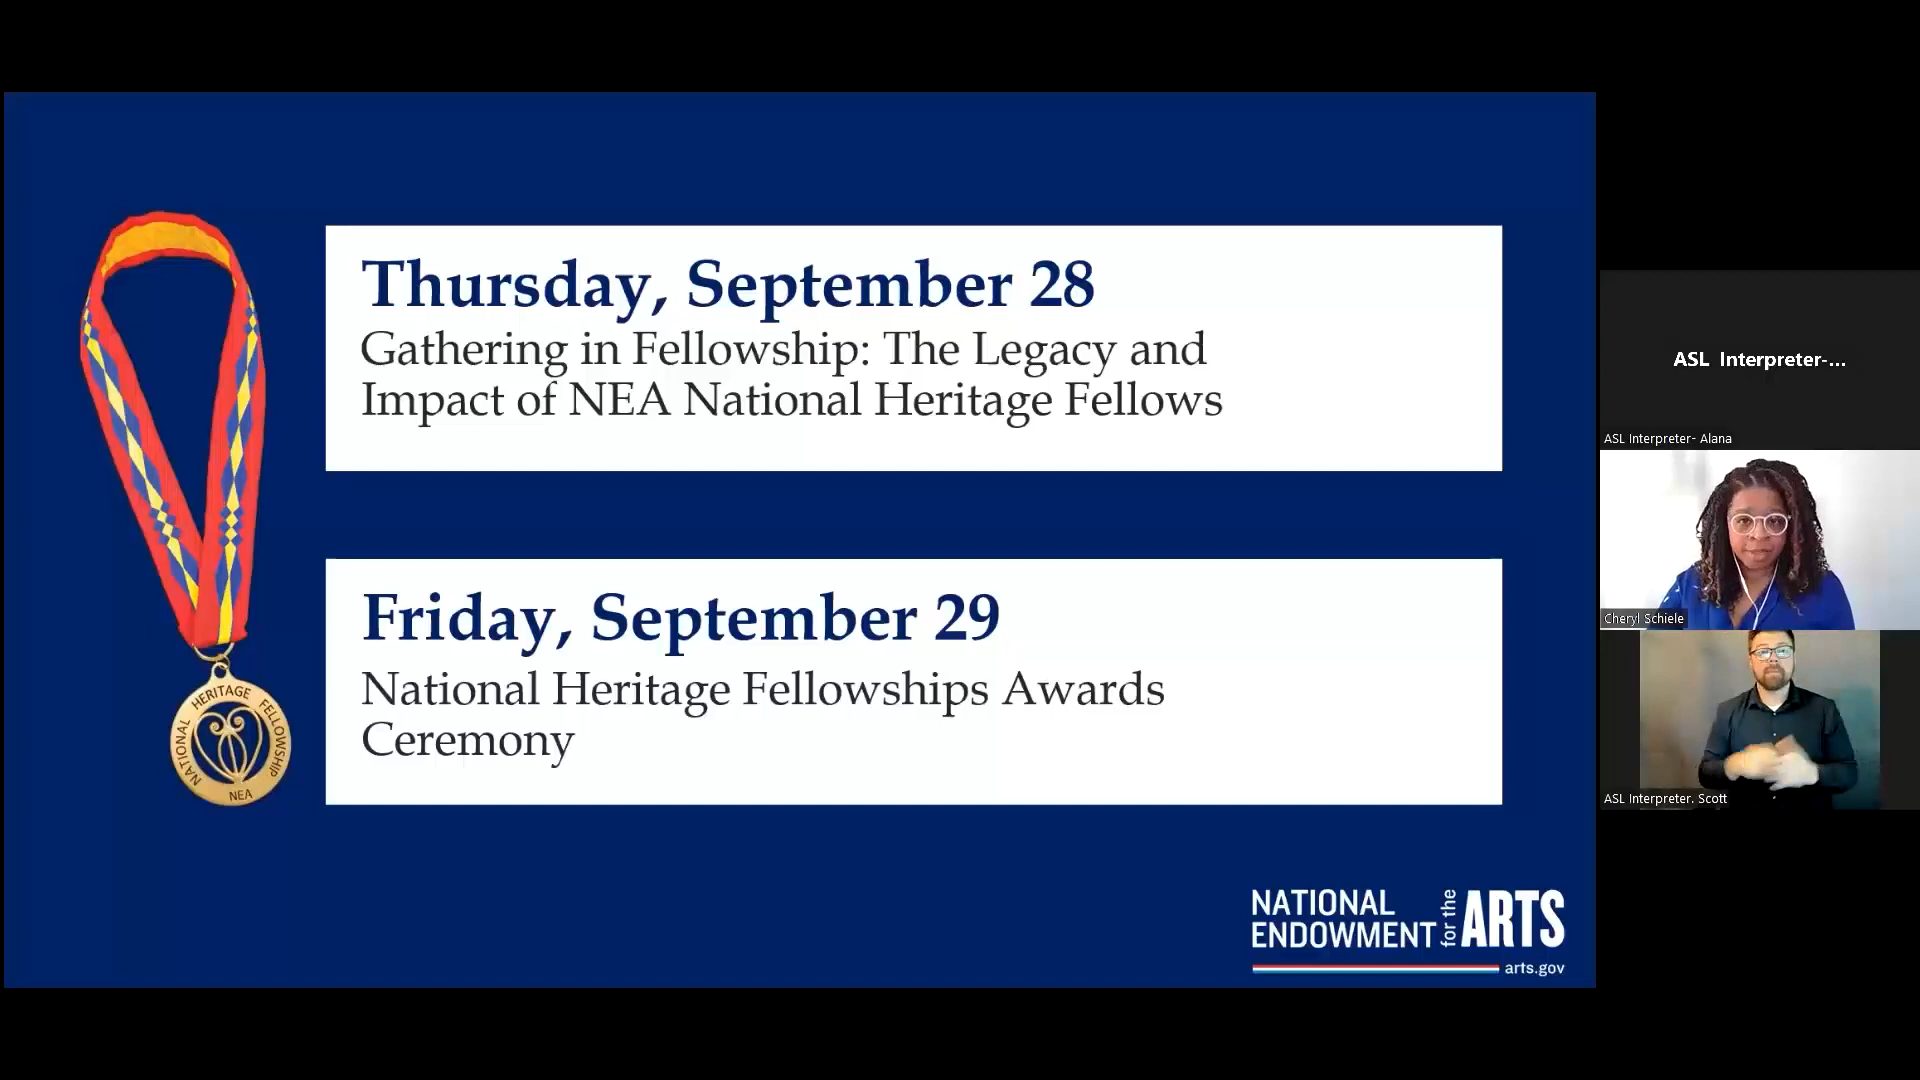 Thursday, September 28
Gathering in Fellowship: The Legacy and
Impact of NEA National Heritage Fellows
Friday, September 29
National Heritage Fellowships Awards
Ceremony
NATIONAL HERITAGE FELLOWSHIP
NEA
NATIONAL
ENDOWMENT
for the
ARTS
arts.gov
ASL Interpreter-...
ASL Interpreter- Alana
Cheryl Schiele
ASL Interpreter. Scott